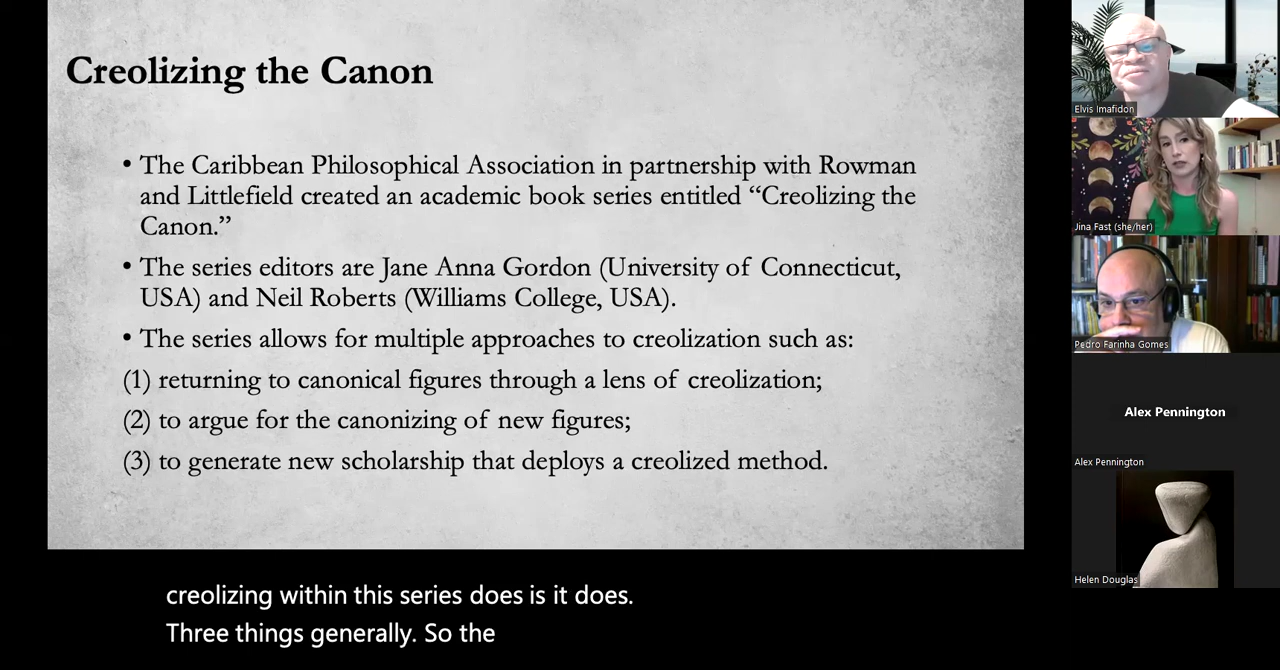 Creolizing the Canon
• The Caribbean Philosophical Association in partnership with Rowman
and Littlefield created an academic book series entitled “Creolizing the
Canon.”
• The series editors are Jane Anna Gordon (University of Connecticut,
USA) and Neil Roberts (Williams College, USA).
• The series allows for multiple approaches to creolization such as:
(1) returning to canonical figures through a lens of creolization;
(2) to argue for the canonizing of new figures;
(3) to generate new scholarship that deploys a creolized method.
creolizing within this series does is it does.
Three things generally. So the
Elvis Imafidon
Jina Fast (she/her)
Pedro Farinha Gomes
Alex Pennington
Alex Pennington
Helen Douglas